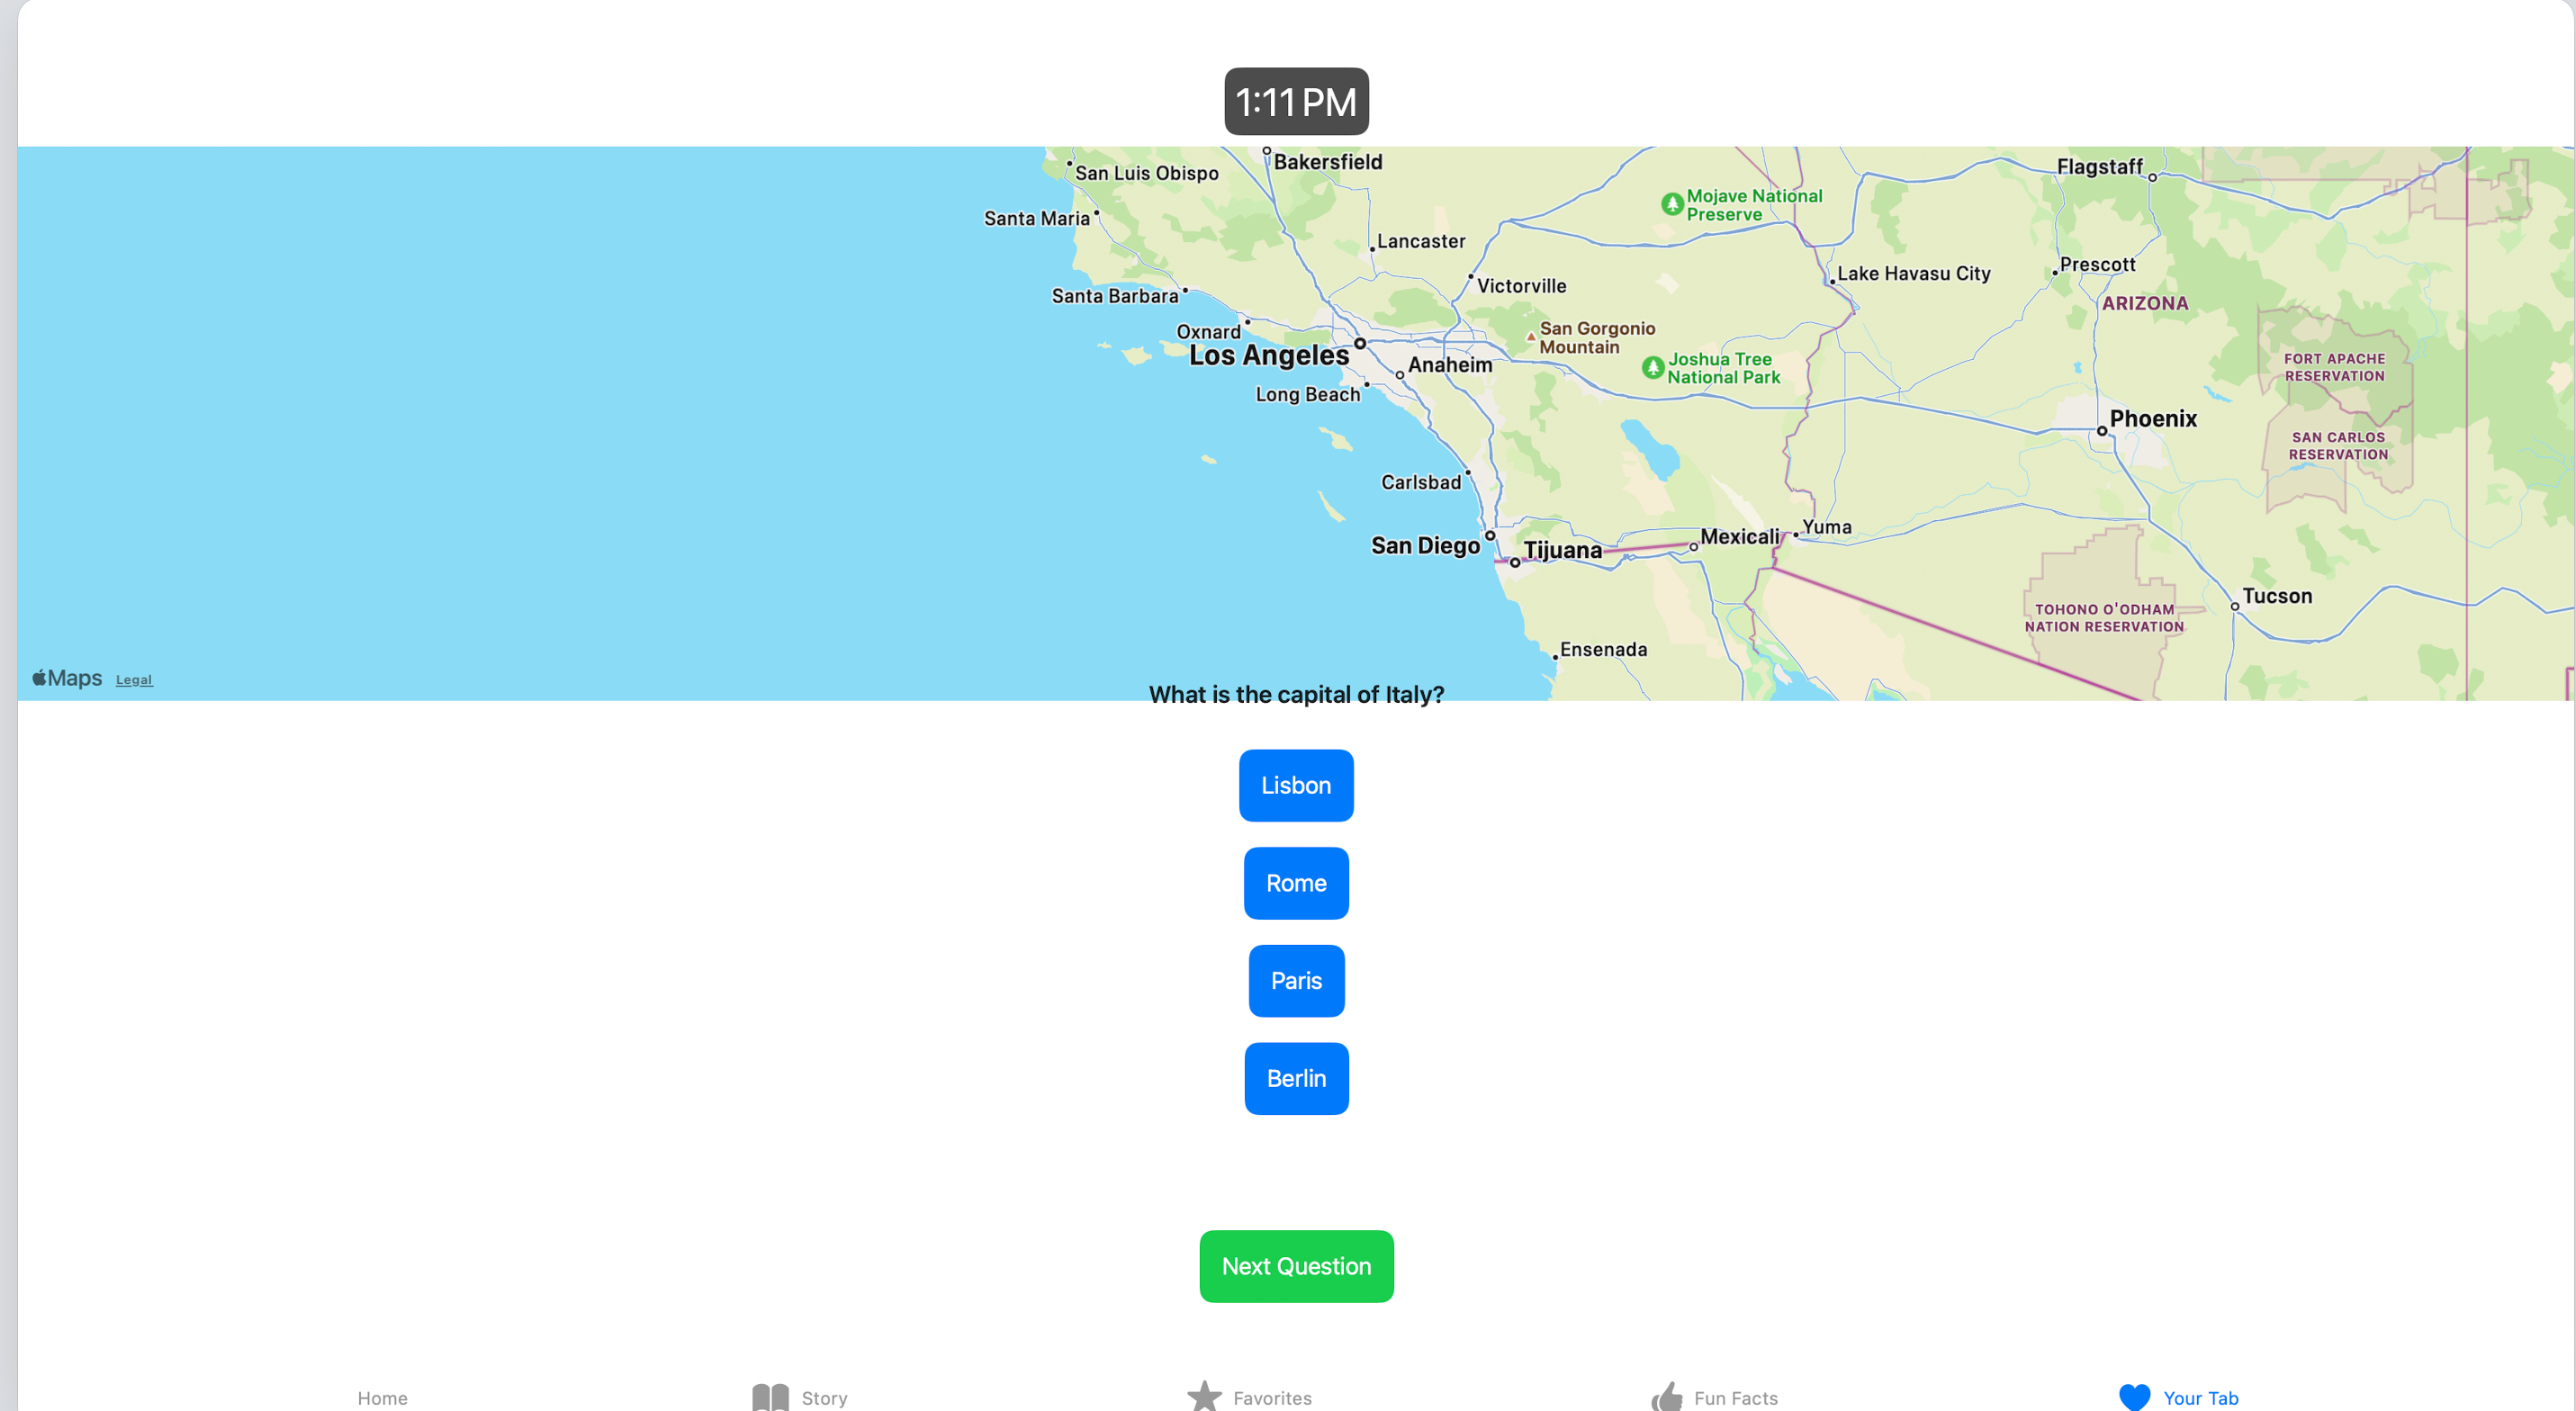 1:11 PM
Bakersfield
San Luis Obispo
Flagstaff
Mojave National
Preserve
Santa Maria
Lancaster
Prescott
Lake Havasu City
Victorville
Santa Barbara
ARIZONA
Oxnard
San Gorgonio
Mountain
Los Angeles
Anaheim
Joshua Tree
National Park
FORT APACHE
RESERVATION
Long Beach
Phoenix
SAN CARLOS
RESERVATION
Carlsbad
Yuma
Mexicali
San Diego
Tijuana
Tucson
TOHONO O'ODHAM
NATION RESERVATION
Ensenada
Maps Legal
What is the capital of Italy?
Lisbon
Rome
Paris
Berlin
Next Question
Home Story Favorites Fun Facts Your Tab